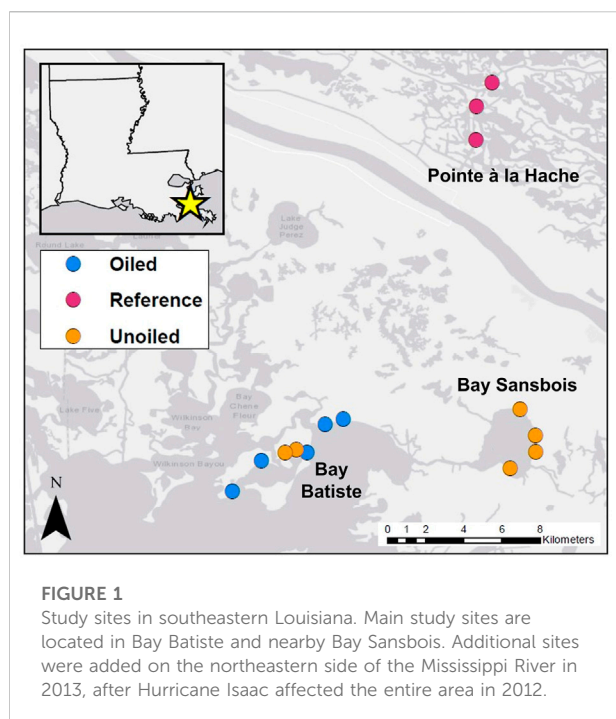 Pointe à la Hache
Lake Judge Perez
Round Lake
Oiled
Reference
Unoiled
Bay Sansbois
Lake Five
Wilkinson Bay
Bay Chene Fleur
Wilkinson Bayou
Bay Batiste
N
0 1 2 4 6 8
Kilometers
FIGURE 1
Study sites in southeastern Louisiana. Main study sites are
located in Bay Batiste and nearby Bay Sansbois. Additional sites
were added on the northeastern side of the Mississippi River in
2013, after Hurricane Isaac affected the entire area in 2012.